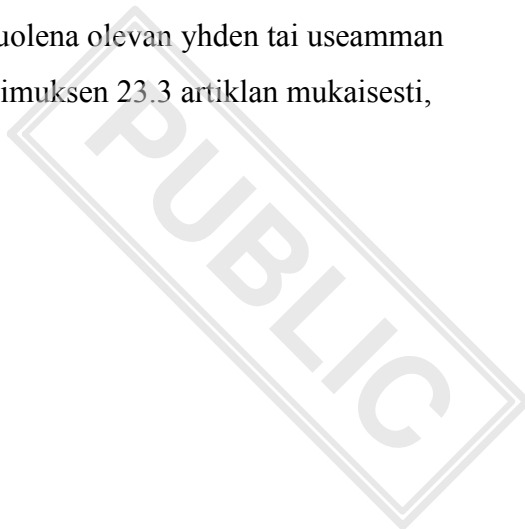 uolena olevan yhden tai useamman
imuksen 23.3 artiklan mukaisesti,
PUBLIC